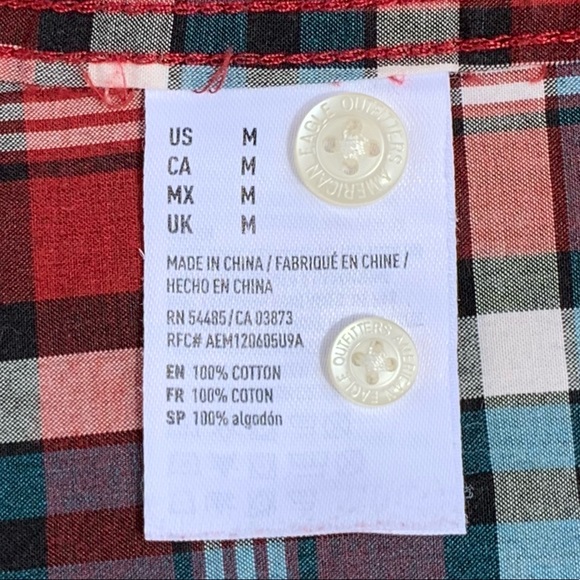 US M
CA M
MX M
UK M
MADE IN CHINA / FABRIQUÉ EN CHINE /
HECHO EN CHINA
RN 54485/CA 03873
RFC# AEM120605U9A
EN 100% COTTON
FR 100% COTON
SP 100% algodón
AMERICAN EAGLE OUTFITTERS
AMERICAN EAGLE OUTFITTERS